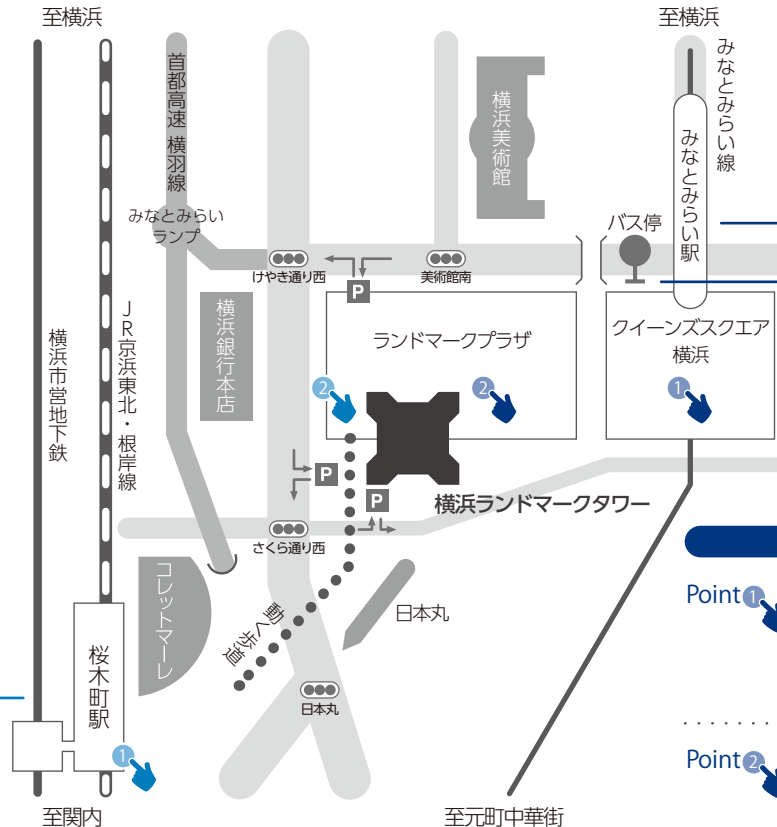 至横浜
至横浜
みなとみらい線
首都高速 横羽線
横浜美術館
みなとみらい駅
みなとみらい
ランプ
バス停
けやき通り西
美術館南
P
横浜銀行本店
JR京浜東北・根岸線
横浜市営地下鉄
ランドマークプラザ
クイーンズスクエア
横浜
2
2
1
P
P
横浜ランドマークタワー
さくら通り西
コレットマーレ
動く歩道
日本丸
Point 1
桜木町駅
日本丸
1
Point 2
至関内
至元町中華街